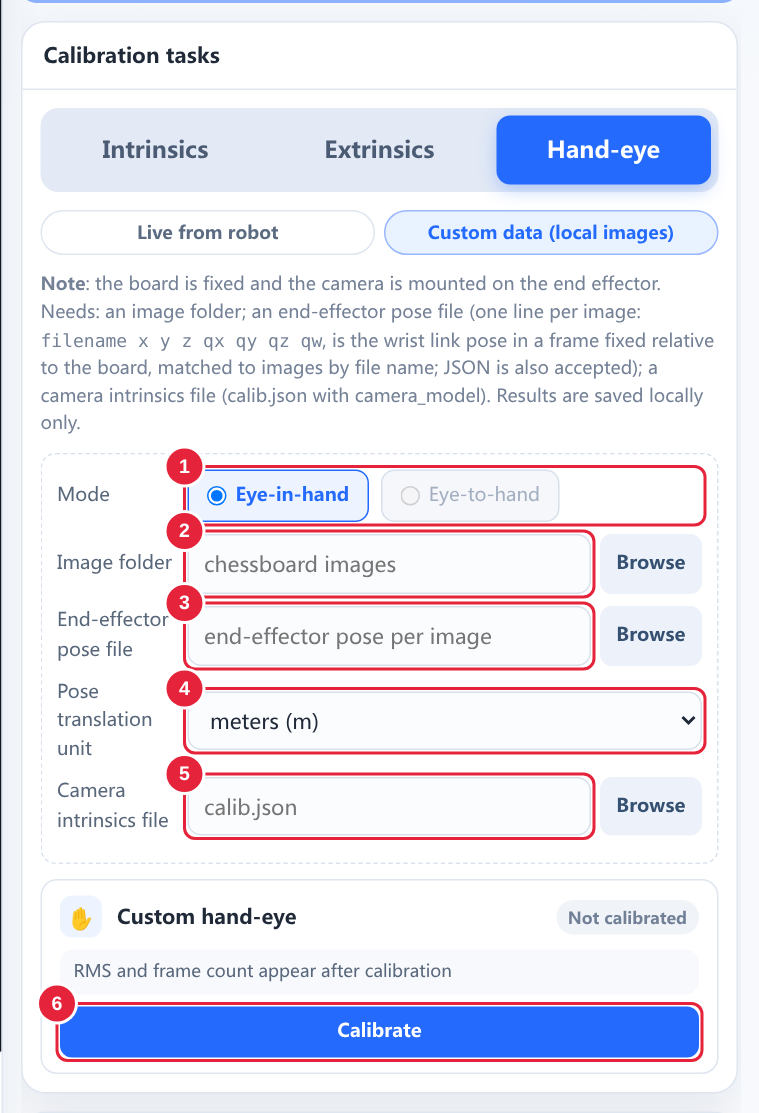 Calibration tasks
Intrinsics
Extrinsics
Hand-eye
Live from robot
Custom data (local images)
Note: the board is fixed and the camera is mounted on the end effector.
Needs: an image folder; an end-effector pose file (one line per image:
filename x y z qx qy qz qw, is the wrist link pose in a frame fixed relative
to the board, matched to images by file name; JSON is also accepted); a
camera intrinsics file (calib.json with camera_model). Results are saved locally
only.
1
Mode
Eye-in-hand
Eye-to-hand
2
Image folder
chessboard images
Browse
3
End-effector
pose file
end-effector pose per image
Browse
4
Pose
translation
unit
meters (m)
5
Camera
intrinsics file
calib.json
Browse
Custom hand-eye
Not calibrated
RMS and frame count appear after calibration
6
Calibrate